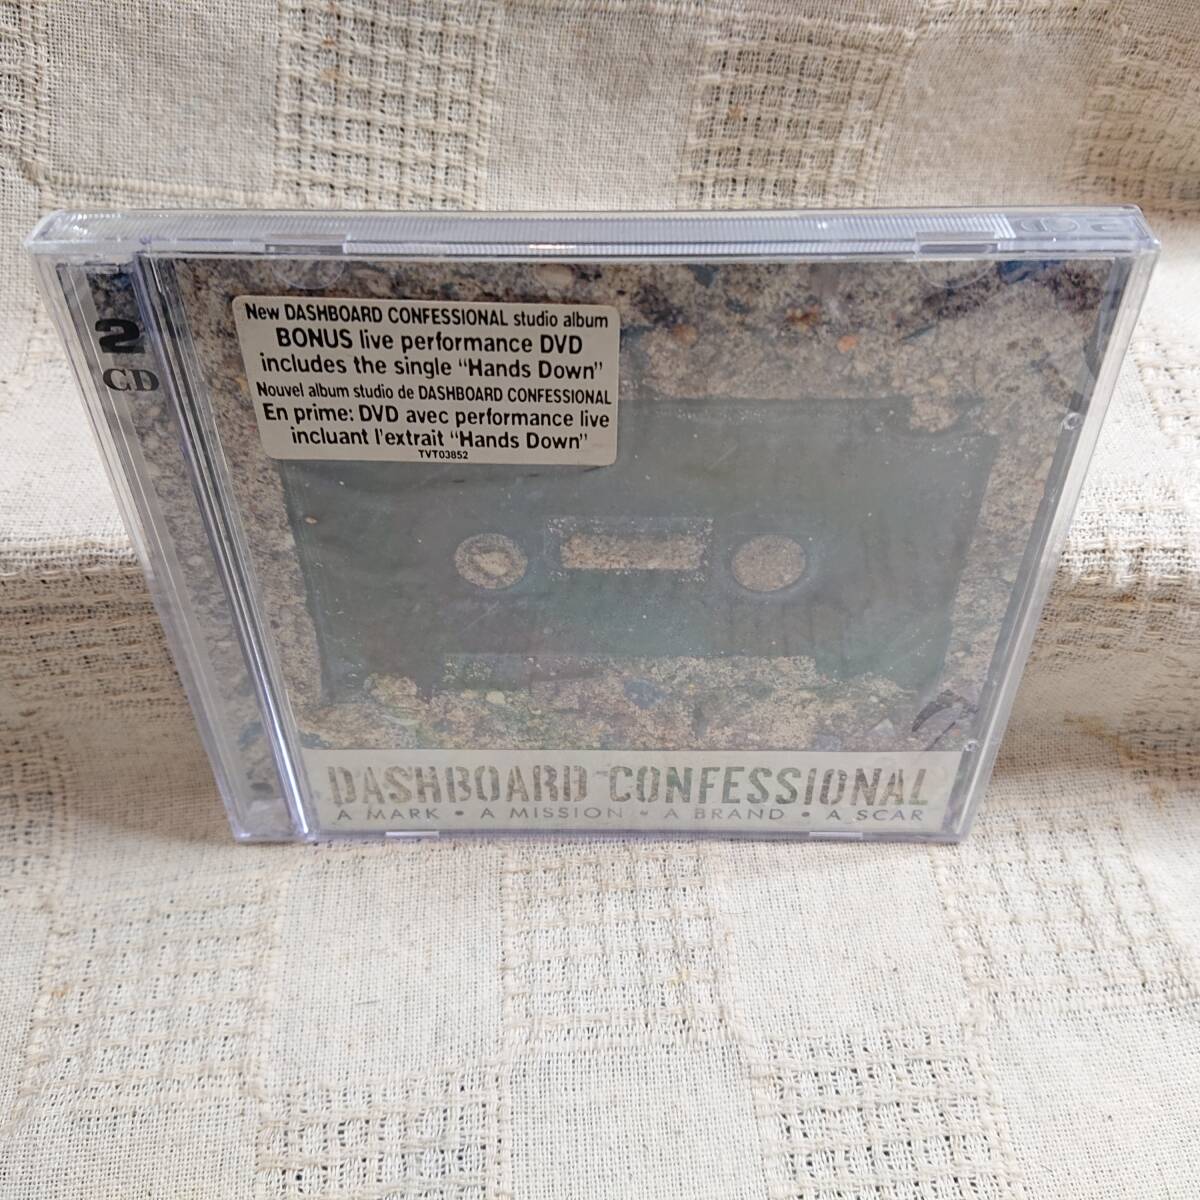 New DASHBOARD CONFESSIONAL studio album
BONUS live performance DVD
includes the single “Hands Down”
Nouvel album studio de DASHBOARD CONFESSIONAL
En prime: DVD avec performance live
incluant l'extrait “Hands Down”
TVT03852
2
CD
DASHBOARD CONFESSIONAL
A MARK • A MISSION • A BRAND • A SCAR